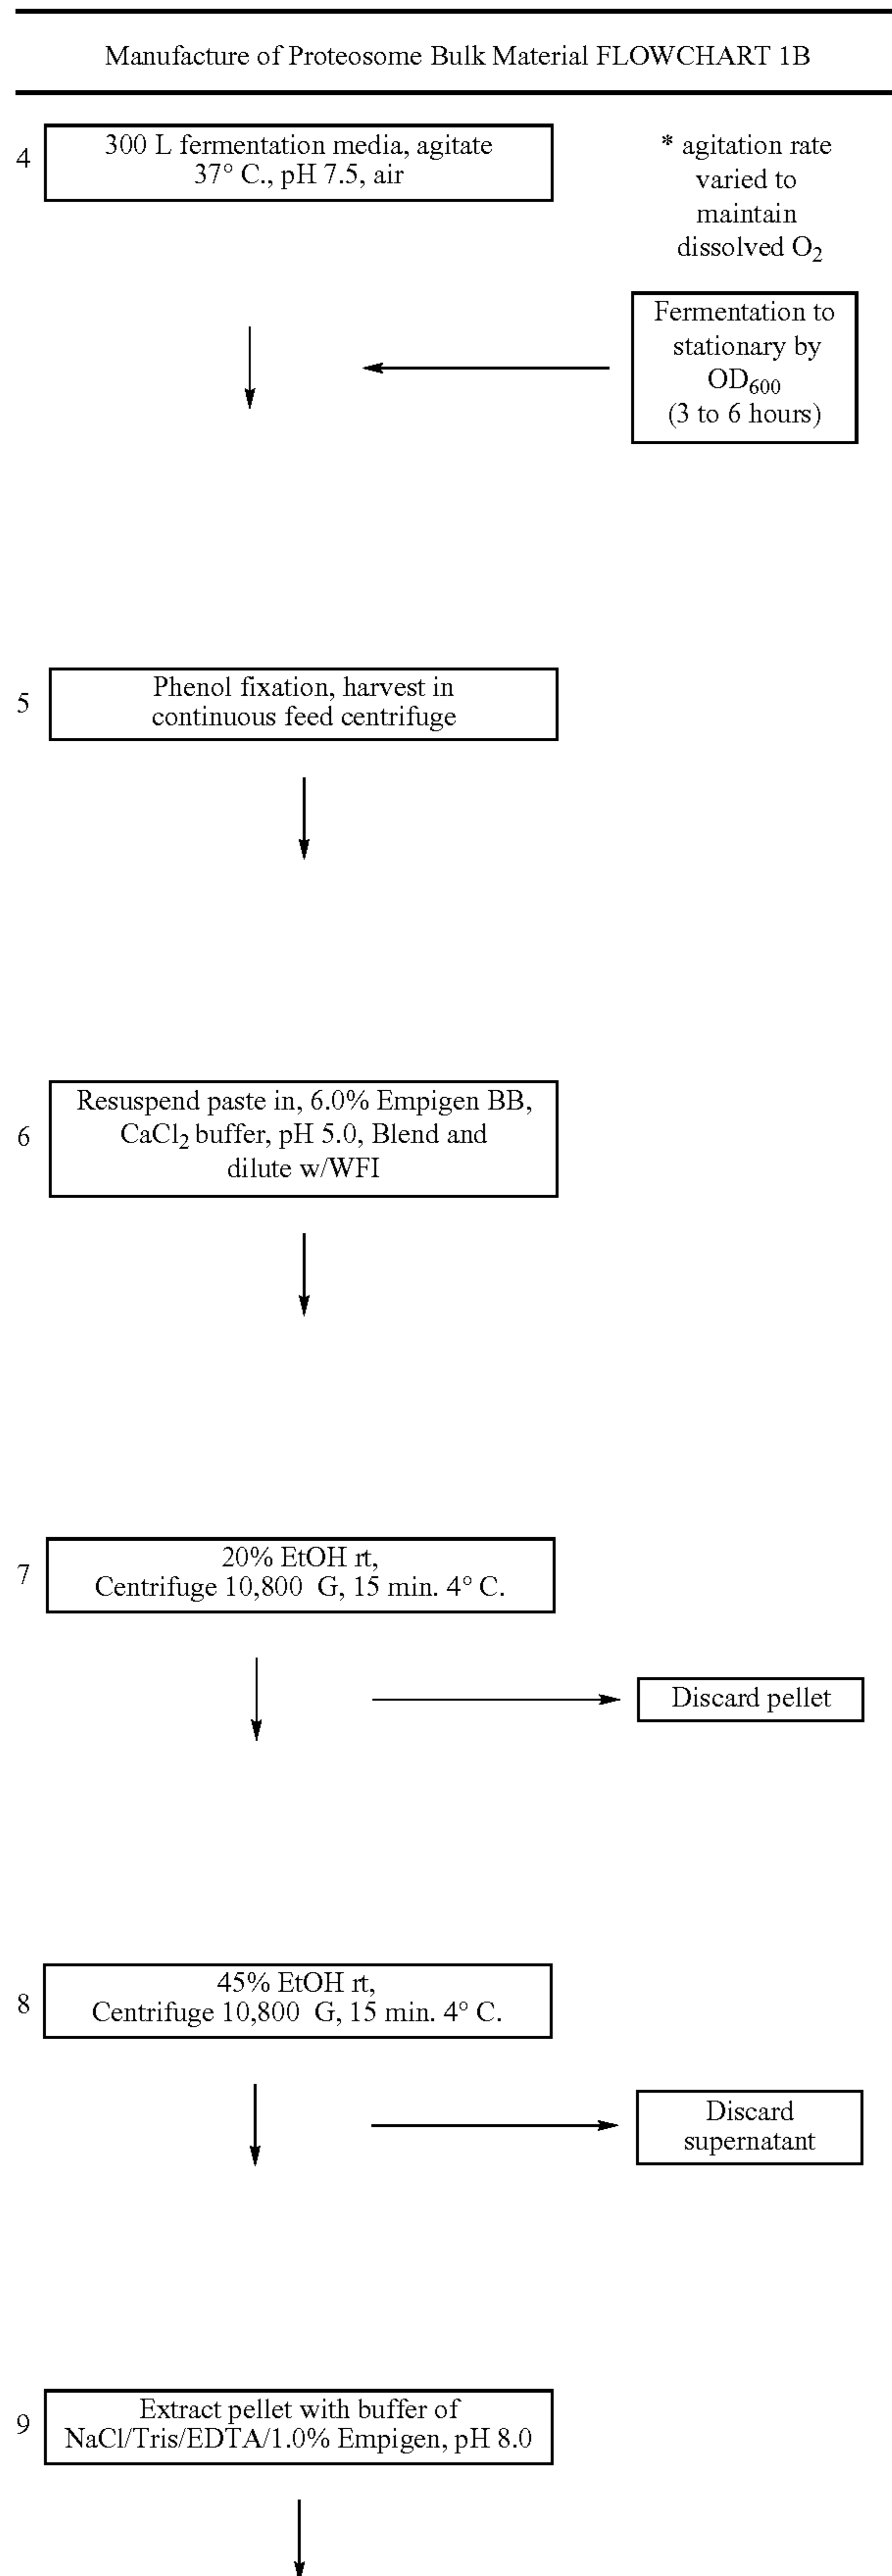 Manufacture of Proteosome Bulk Material FLOWCHART 1B
4
300 L fermentation media, agitate
37° C., pH 7.5, air
* agitation rate
varied to
maintain
dissolved O₂
Fermentation to
stationary by
OD₆₀₀
(3 to 6 hours)
5
Phenol fixation, harvest in
continuous feed centrifuge
6
Resuspend paste in, 6.0% Empigen BB,
CaCl₂ buffer, pH 5.0, Blend and
dilute w/WFI
7
20% EtOH rt,
Centrifuge 10,800 G, 15 min. 4° C.
Discard pellet
8
45% EtOH rt,
Centrifuge 10,800 G, 15 min. 4° C.
Discard
supernatant
9
Extract pellet with buffer of
NaCl/Tris/EDTA/1.0% Empigen, pH 8.0